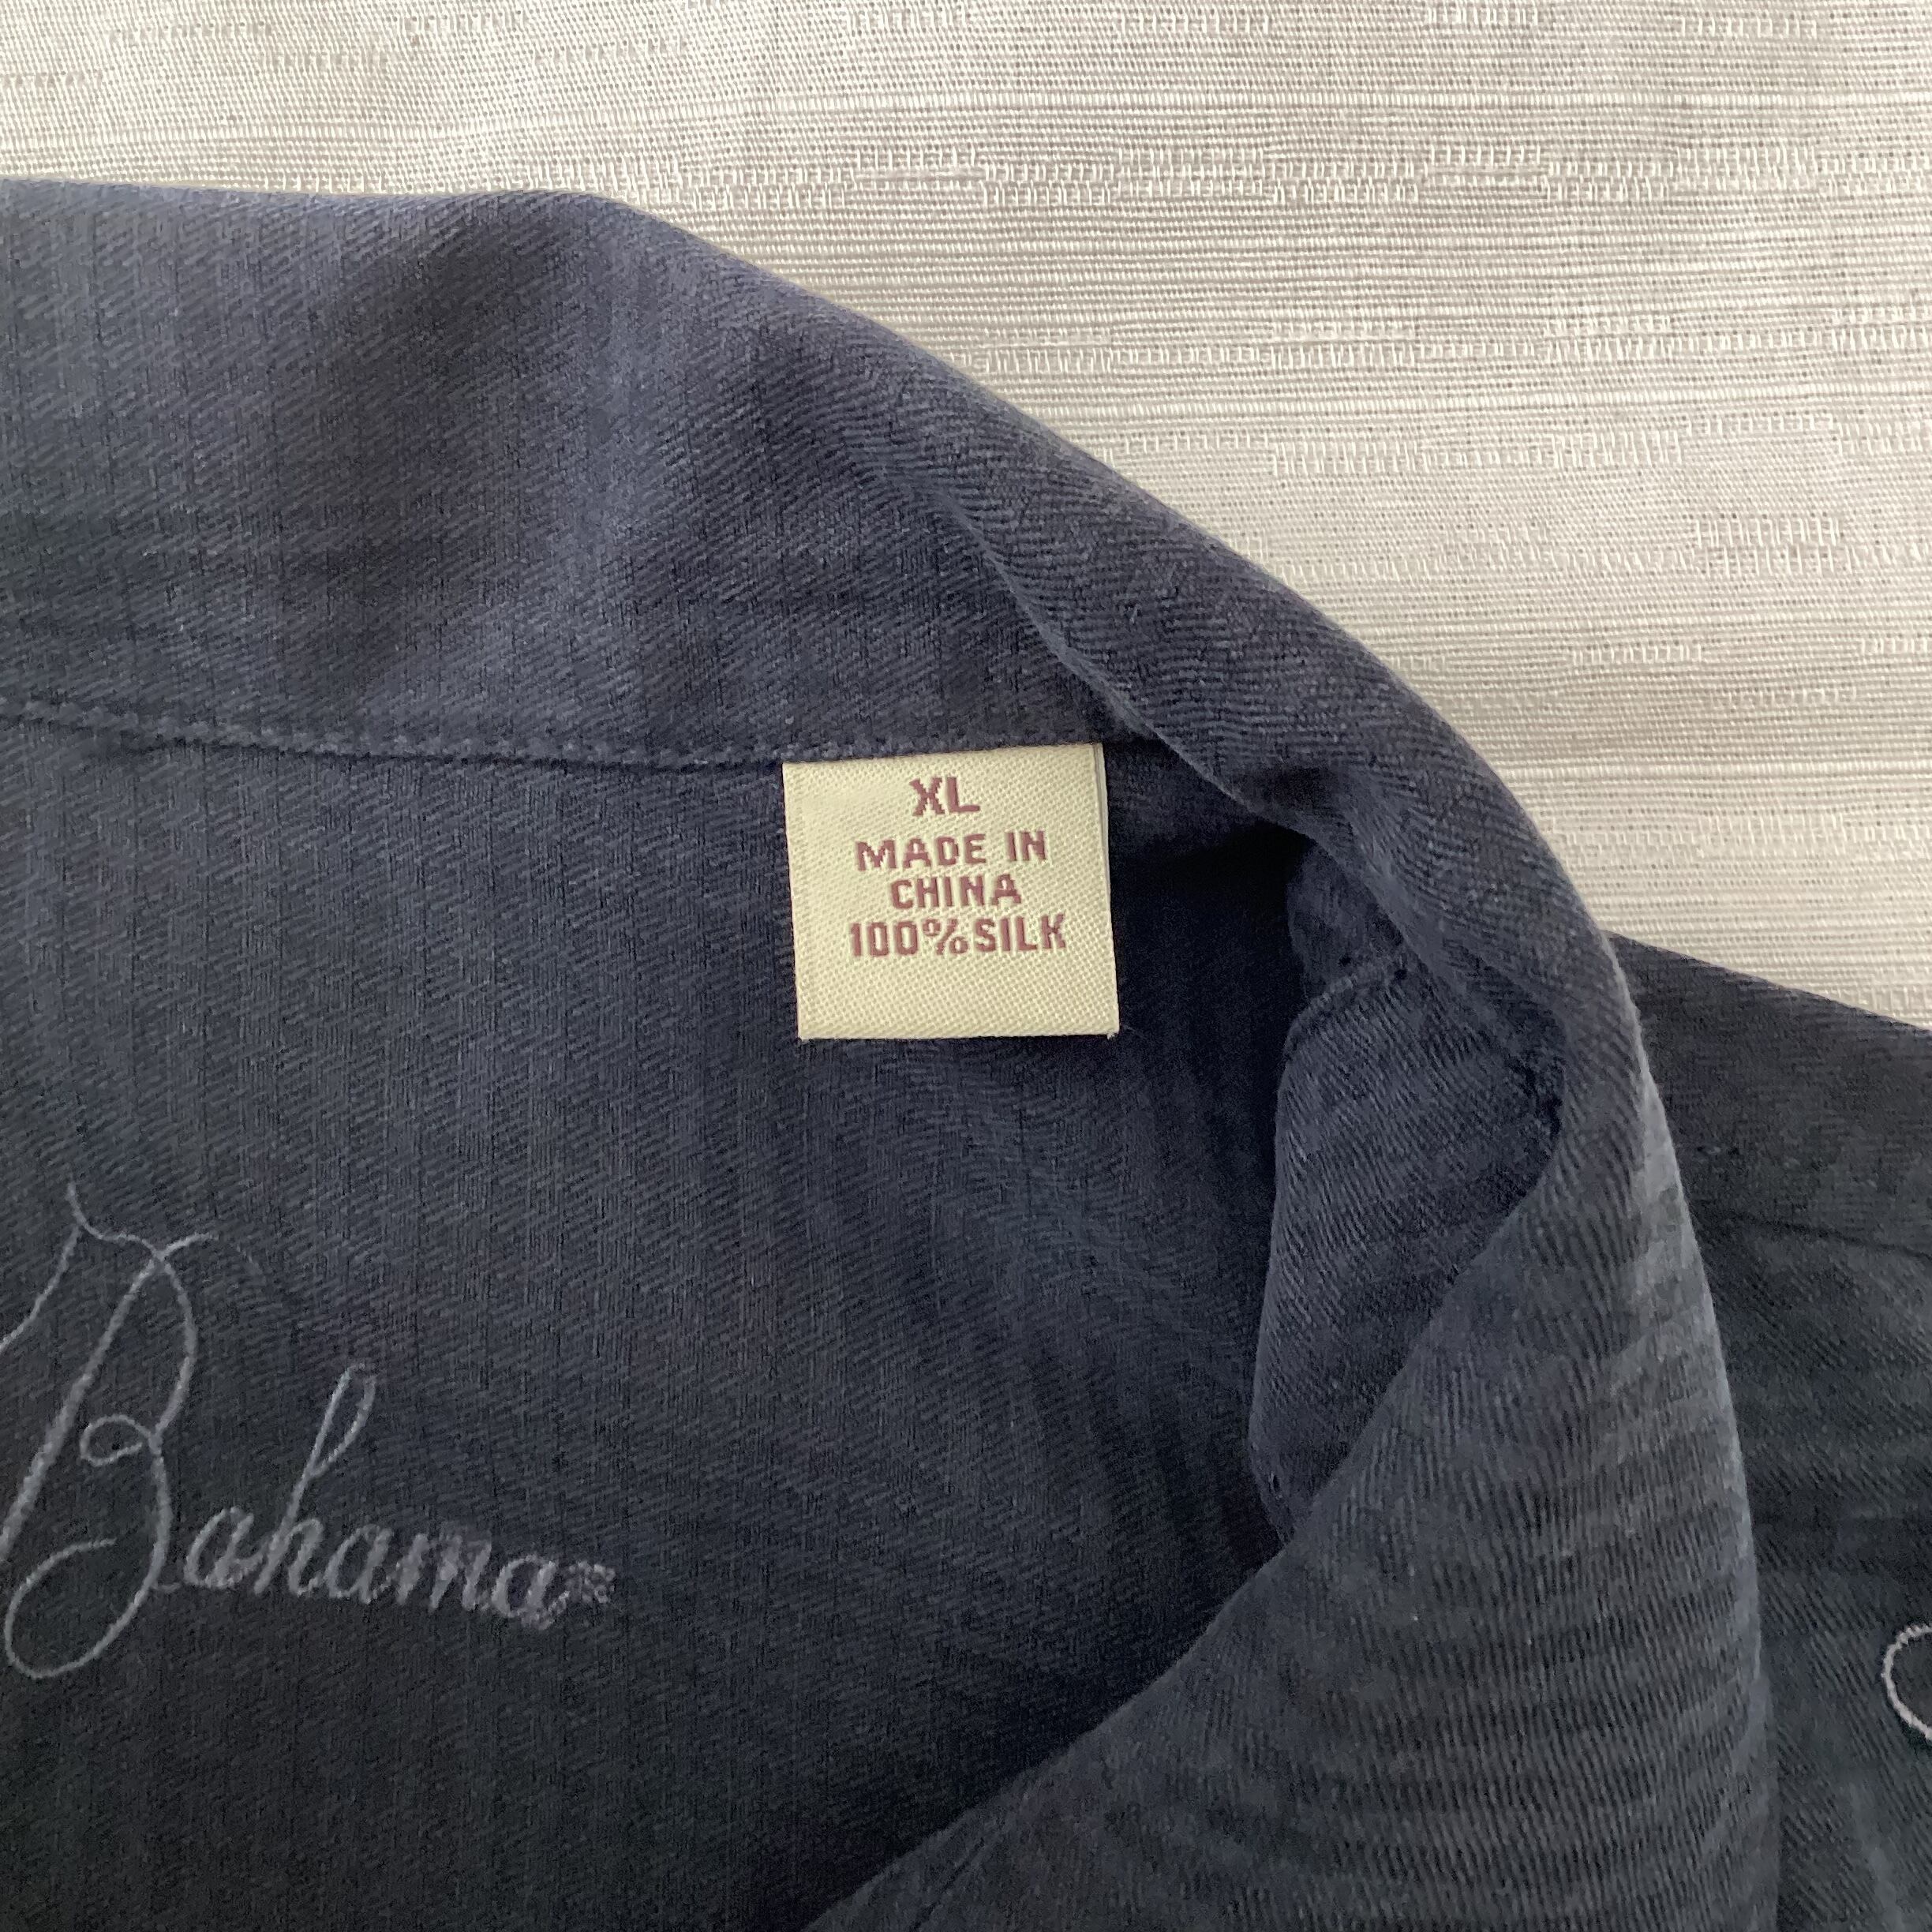 XL
MADE IN
CHINA
100% SILK
Bahama